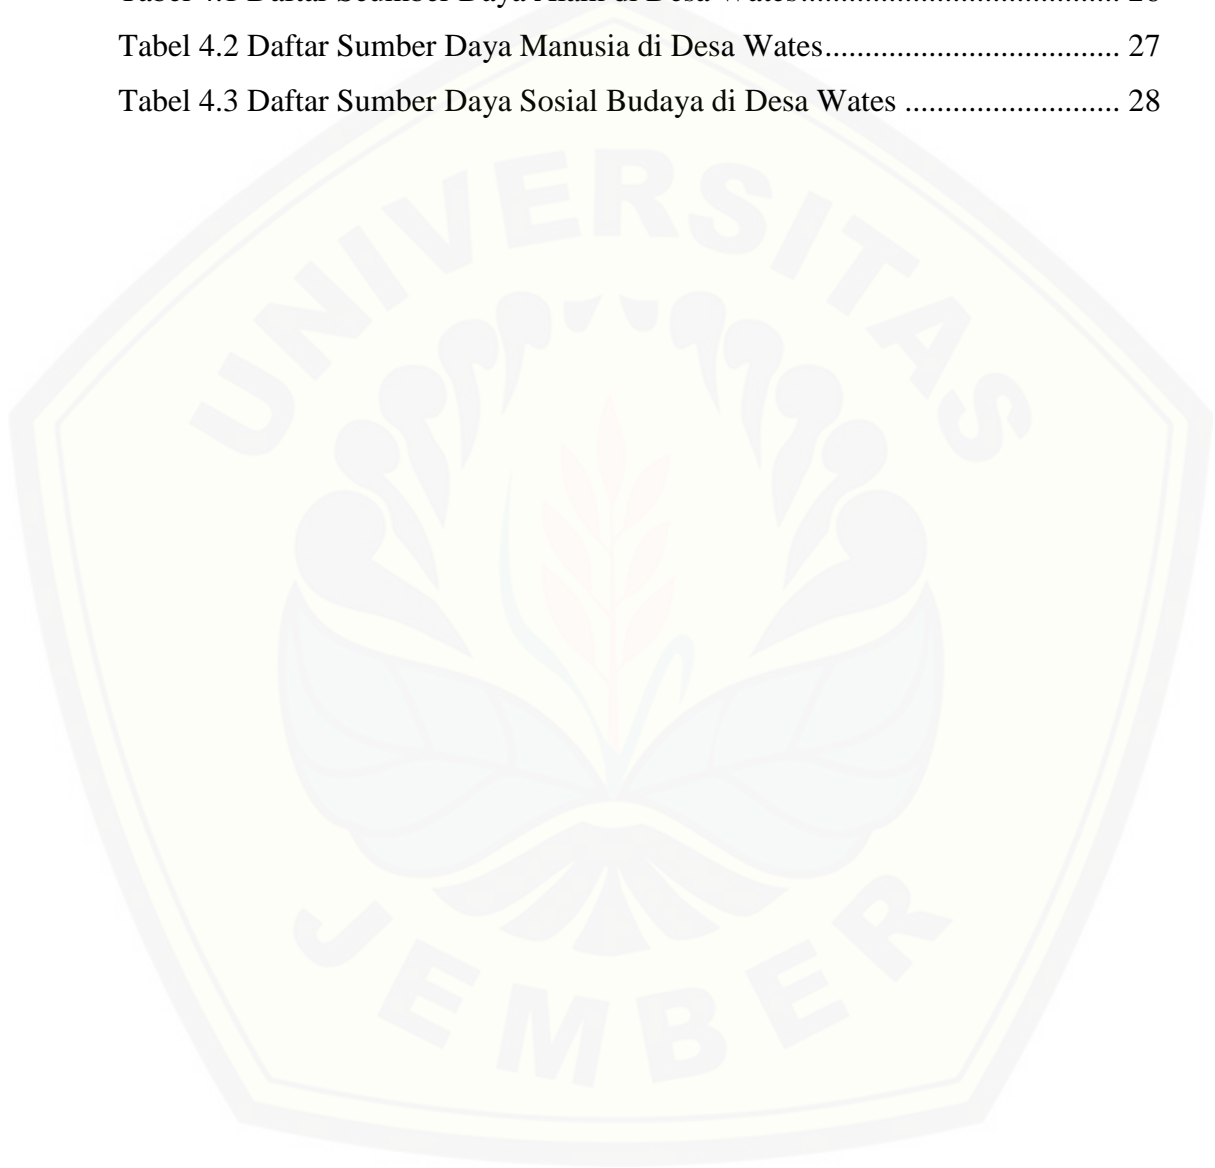 Tabel 4.1 Daftar Daya Alam di Desa Wates........................................
Tabel 4.2 Daftar Sumber Daya Manusia di Desa Wates..................................... 27
Tabel 4.3 Daftar Sumber Daya Sosial Budaya di Desa Wates ........................... 28
UNIVERSITAS
JEMBER